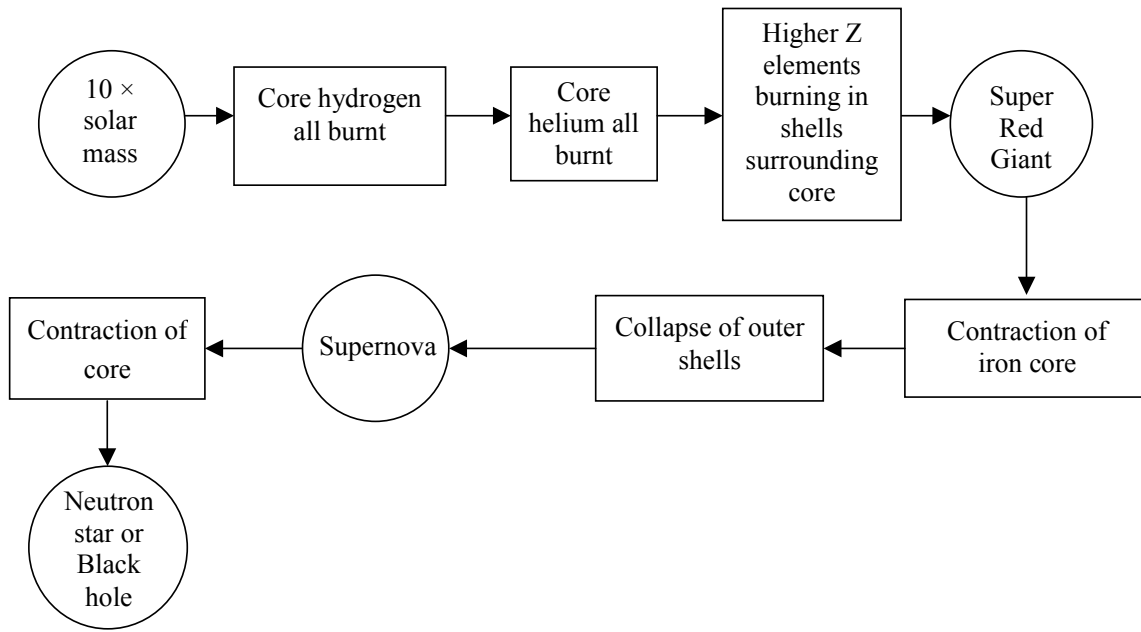 10 ×
solar
mass
Core hydrogen
all burnt
Core
helium all
burnt
Higher Z
elements
burning in
shells
surrounding
core
Super
Red
Giant
Contraction of
iron core
Collapse of outer
shells
Supernova
Contraction of
core
Neutron
star or
Black
hole